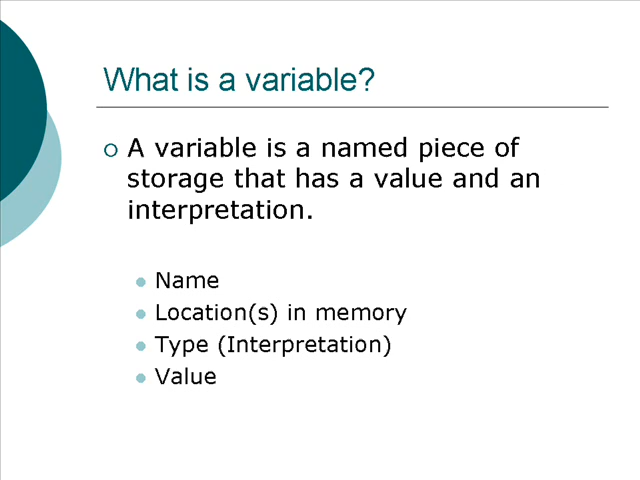 What is a variable?
A variable is a named piece of
storage that has a value and an
interpretation.
Name
Location(s) in memory
Type (Interpretation)
Value